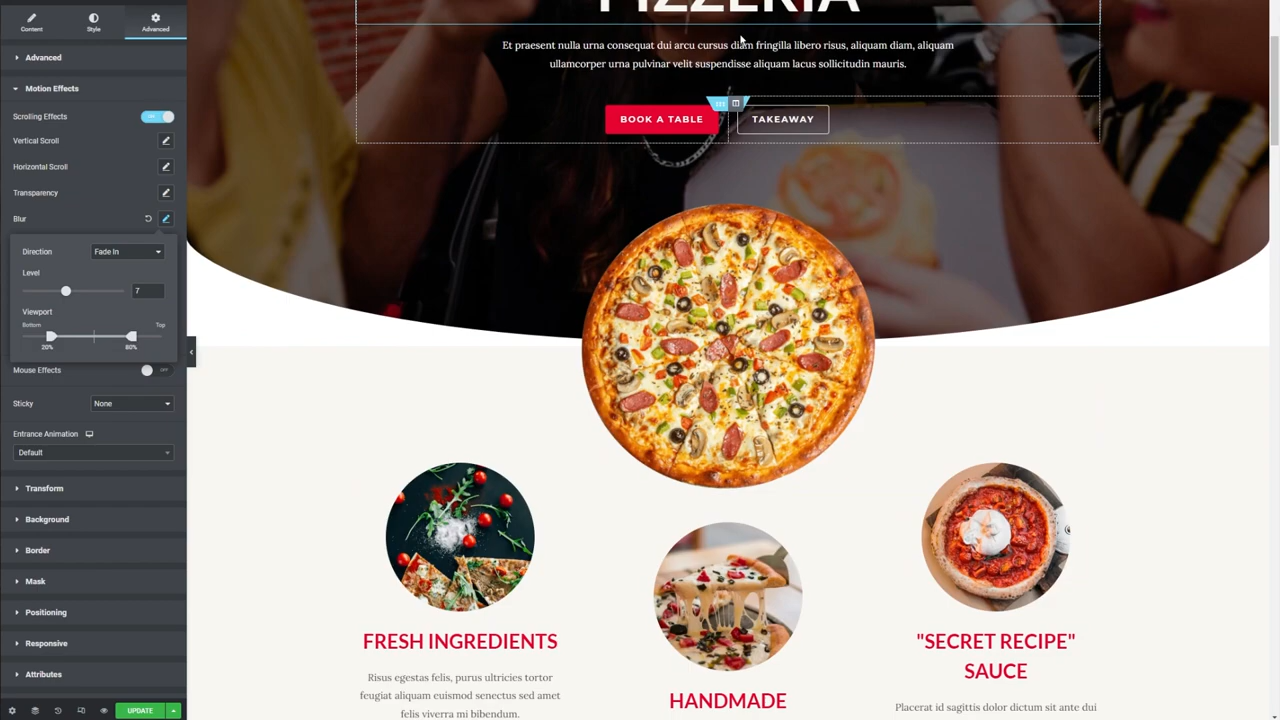 Content
Style
Advanced
Advanced
Motion Effects
olling Effects
Vertical Scroll
Horizontal Scroll
Transparency
Blur
Direction
Fade In
Level
7
Viewport
Bottom
Top
20%
80%
Mouse Effects
OFF
Sticky
None
Entrance Animation
Default
Transform
Background
Border
Mask
Positioning
Responsive
Attributes
UPDATE
PIZZERIA
Et praesent nulla urna consequat dui arcu cursus diam fringilla libero risus, aliquam diam, aliquam
ullamcorper urna pulvinar velit suspendisse aliquam lacus sollicitudin mauris.
BOOK A TABLE
TAKEAWAY
FRESH INGREDIENTS
Risus egestas felis, purus ultricies tortor
feugiat aliquam euismod senectus sed amet
felis viverra mi bibendum.
HANDMADE
"SECRET RECIPE"
SAUCE
Placerat id sagittis dolor dictum sit ante dui